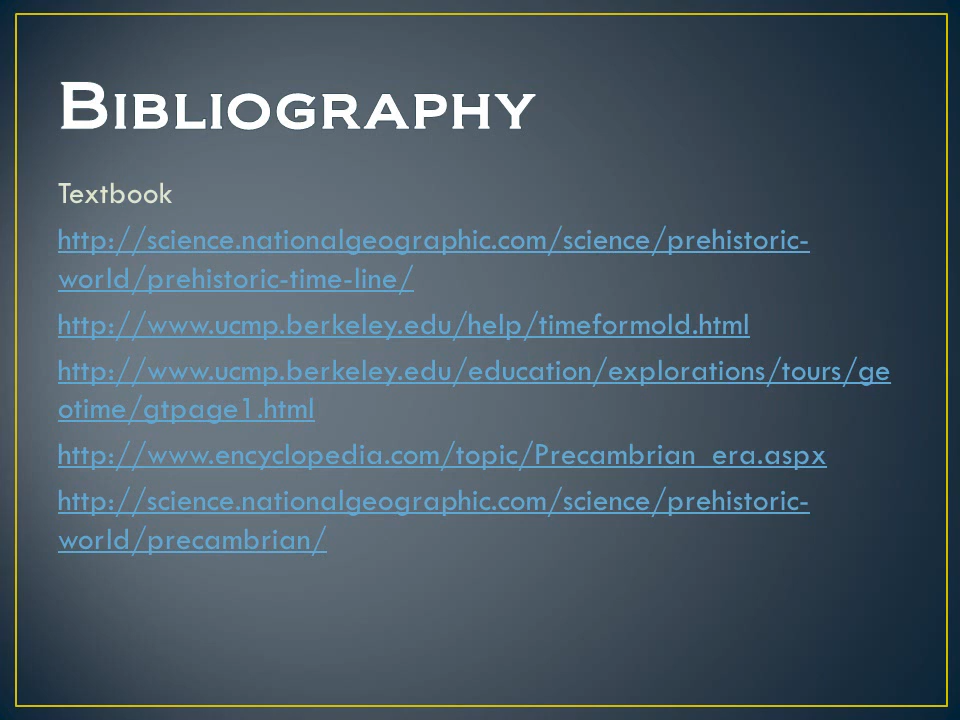 Bibliography
Textbook
http://science.nationalgeographic.com/science/prehistoric-
world/prehistoric-time-line/
http://www.ucmp.berkeley.edu/help/timeformold.html
http://www.ucmp.berkeley.edu/education/explorations/tours/ge
otime/gtpage1.html
http://www.encyclopedia.com/topic/Precambrian_era.aspx
http://science.nationalgeographic.com/science/prehistoric-
world/precambrian/